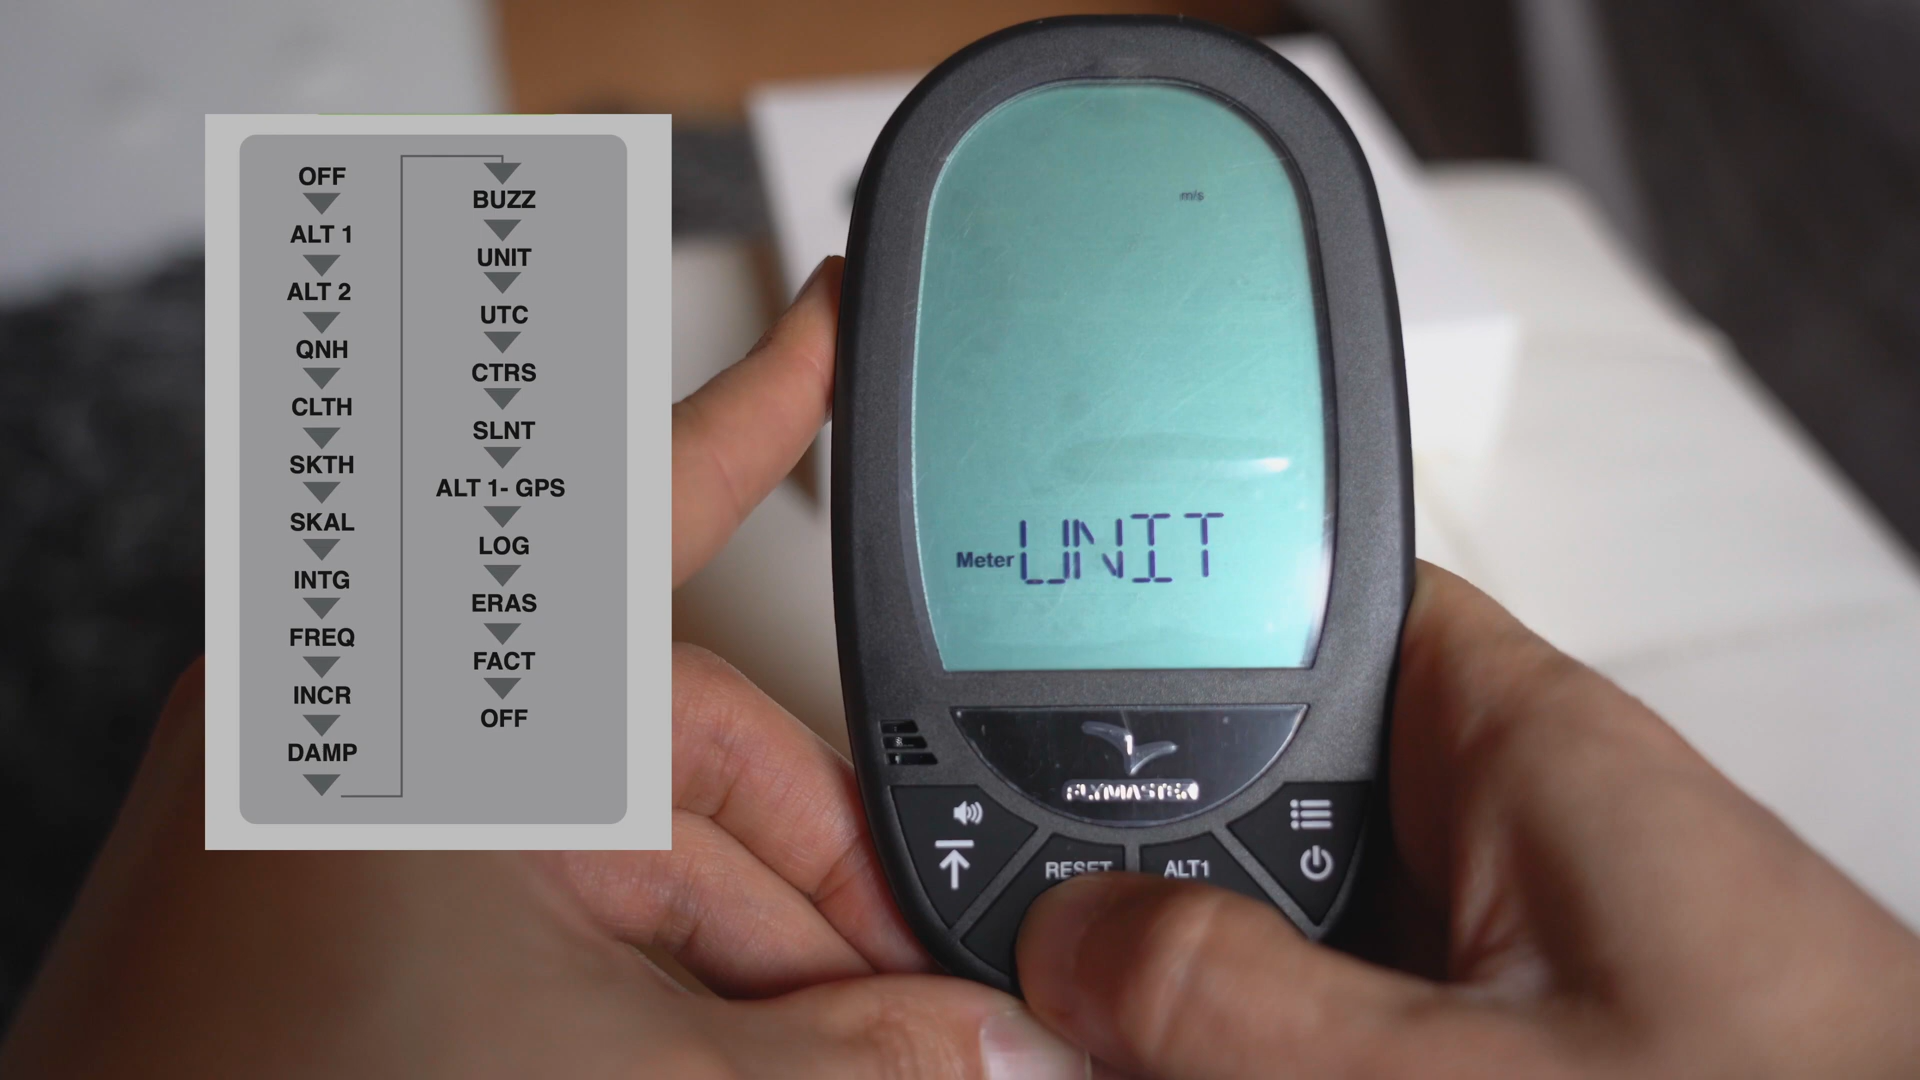 OFF
ALT 1
ALT 2
QNH
CLTH
SKTH
SKAL
INTG
FREQ
INCR
DAMP
BUZZ
UNIT
UTC
CTRS
SLNT
ALT 1- GPS
LOG
ERAS
FACT
OFF
m/s
Meter UNIT
FLYMASTER
RESET
ALT1